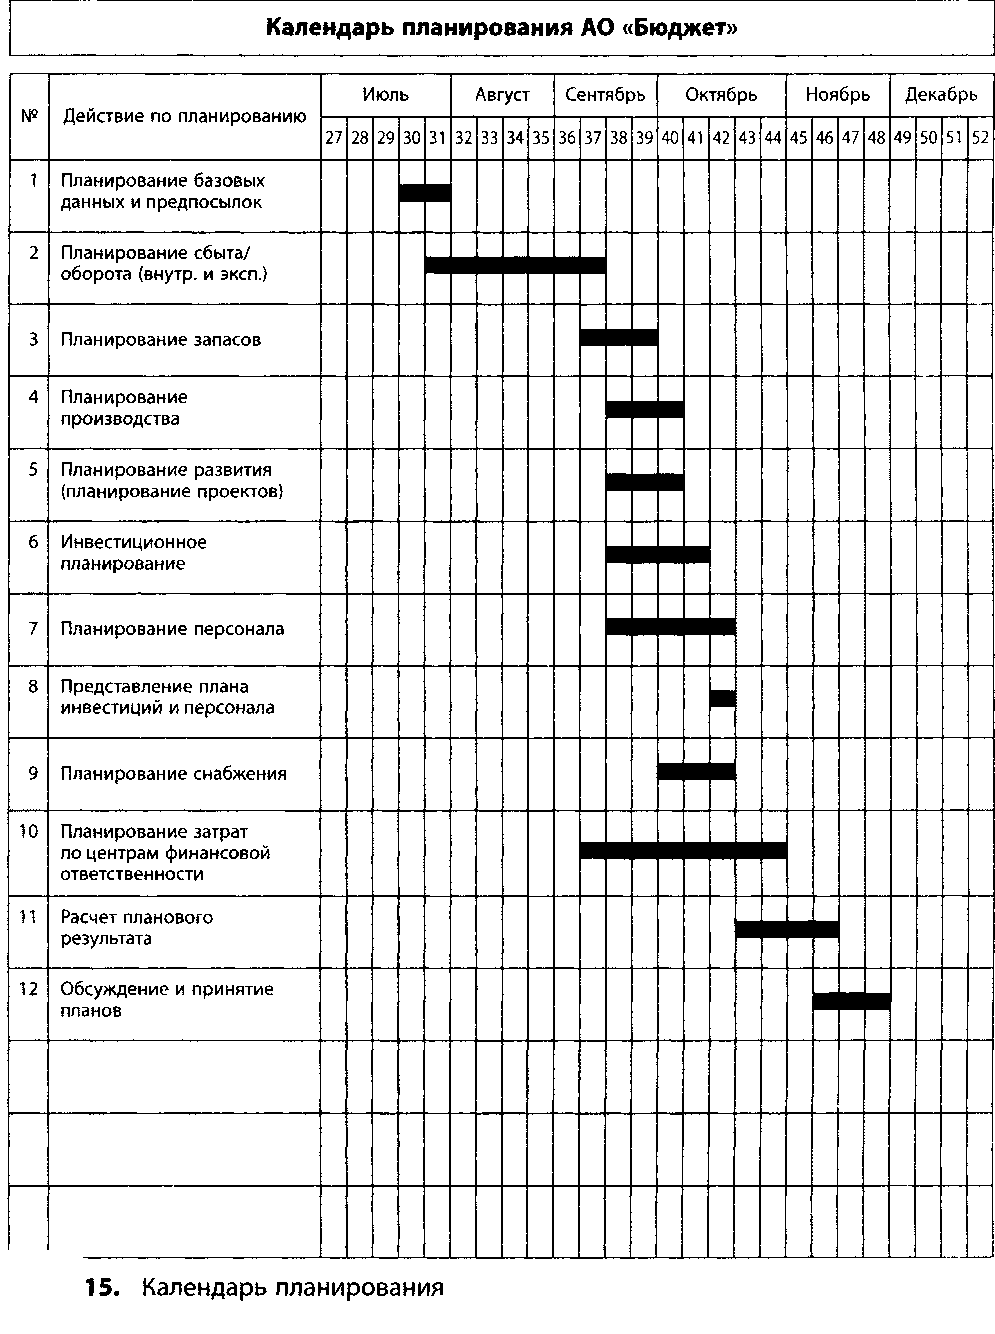 Календарь планирования АО «Бюджет»
№ Действие по планированию Июль Август Сентябрь Октябрь Ноябрь Декабрь
27 28 29 30 31 32 33 34 35 36 37 38 39 40 41 42 43 44 45 46 47 48 49 50 51 52
1 Планирование базовых
данных и предпосылок
2 Планирование сбыта/
оборота (внутр. и эксп.)
3 Планирование запасов
4 Планирование
производства
5 Планирование развития
(планирование проектов)
6 Инвестиционное
планирование
7 Планирование персонала
8 Представление плана
инвестиций и персонала
9 Планирование снабжения
10 Планирование затрат
по центрам финансовой
ответственности
11 Расчет планового
результата
12 Обсуждение и принятие
планов
15. Календарь планирования